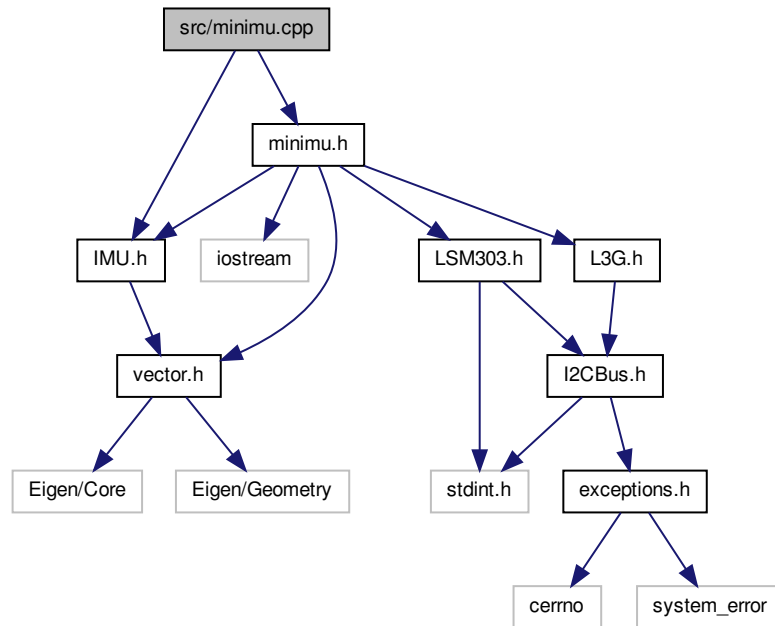 src/minimu.cpp
minimu.h
IMU.h
iostream
LSM303.h
L3G.h
vector.h
I2CBus.h
Eigen/Core
Eigen/Geometry
stdint.h
exceptions.h
cerrno
system_error